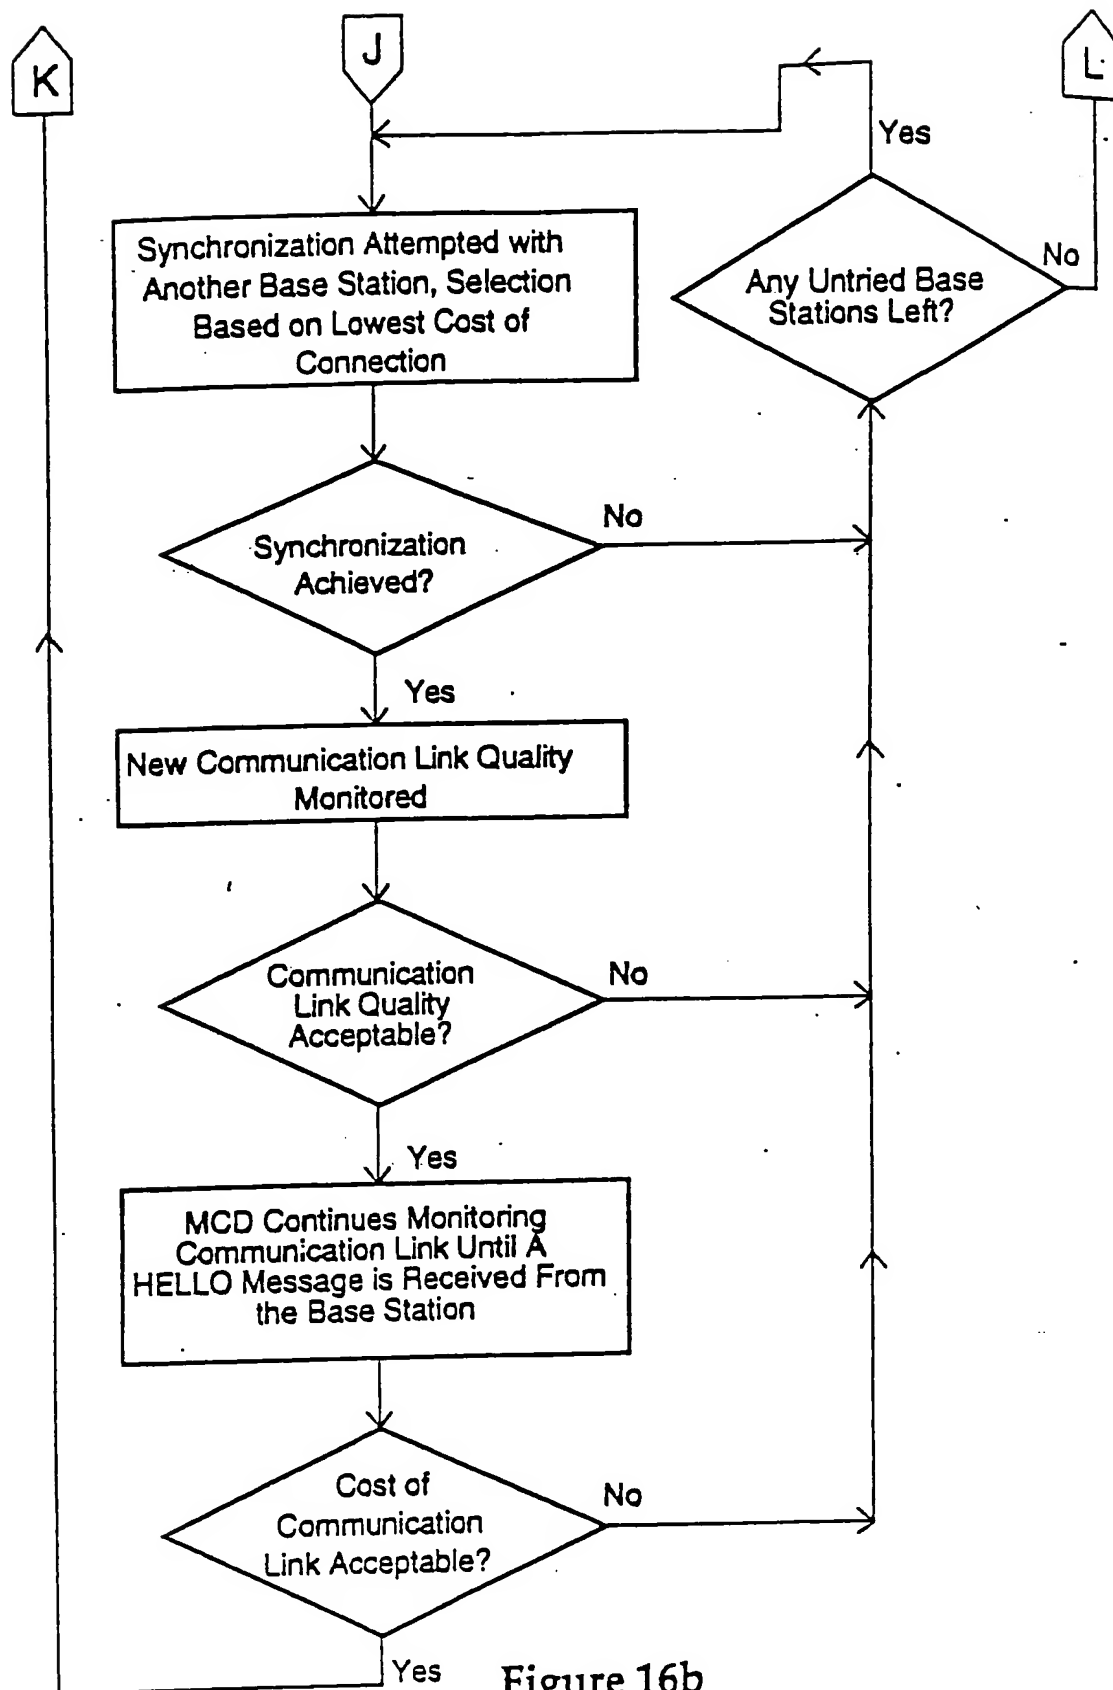 K
J
L
Yes
Synchronization Attempted with
Another Base Station, Selection
Based on Lowest Cost of
Connection
Any Untried Base
Stations Left?
No
Synchronization
Achieved?
No
Yes
New Communication Link Quality
Monitored
Communication
Link Quality
Acceptable?
No
Yes
MCD Continues Monitoring
Communication Link Until A
HELLO Message is Received From
the Base Station
Cost of
Communication
Link Acceptable?
No
Yes
Figure 16b